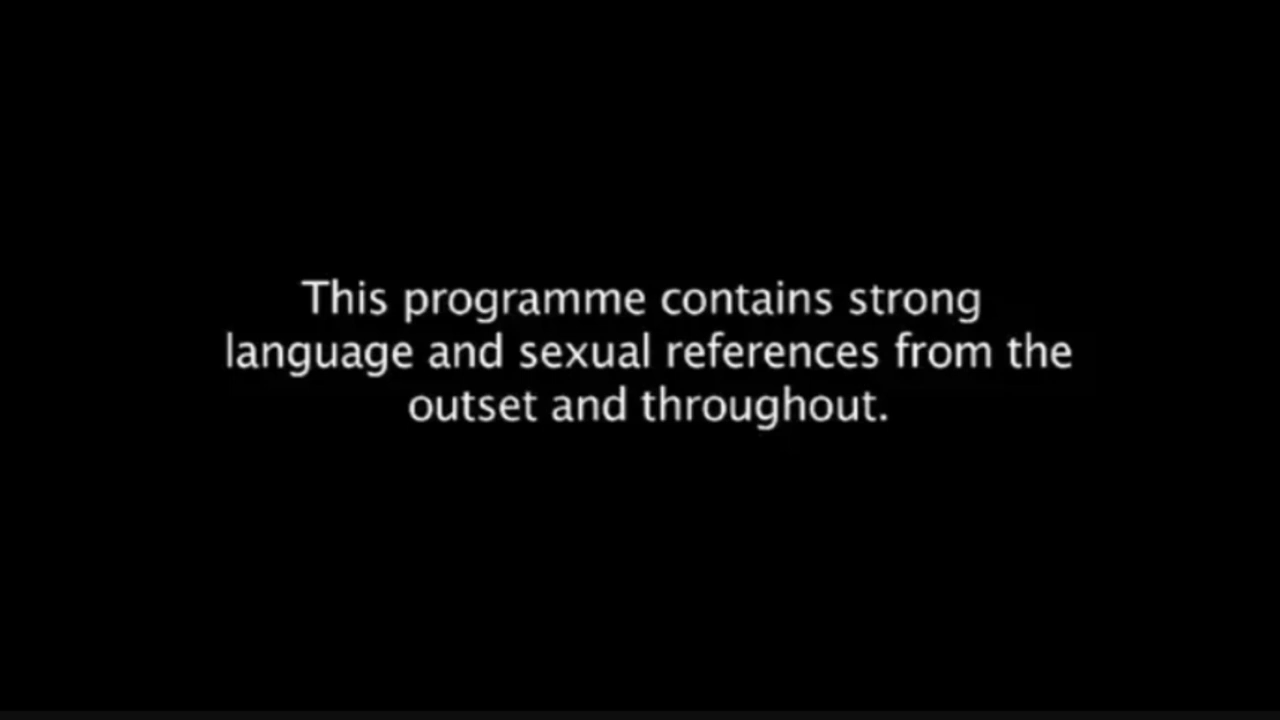 This programme contains strong
language and sexual references from the
outset and throughout.